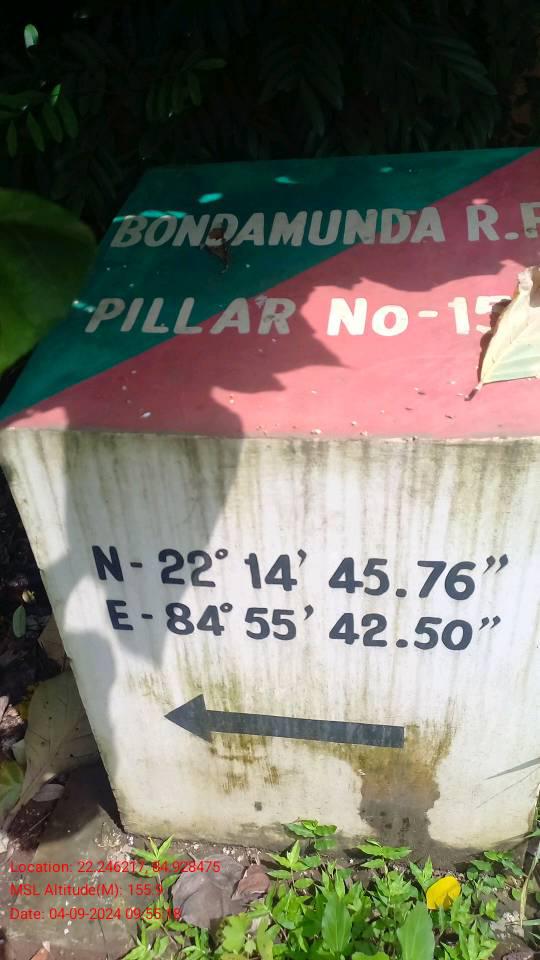 BONDAMUNDA R.F
PILLAR No-15
N-22° 14' 45.76"
E-84° 55' 42.50"
Location: 22.246217, 84.928475
MSL Altitude(M): 155.9
Date: 04-09-2024 09:55:18